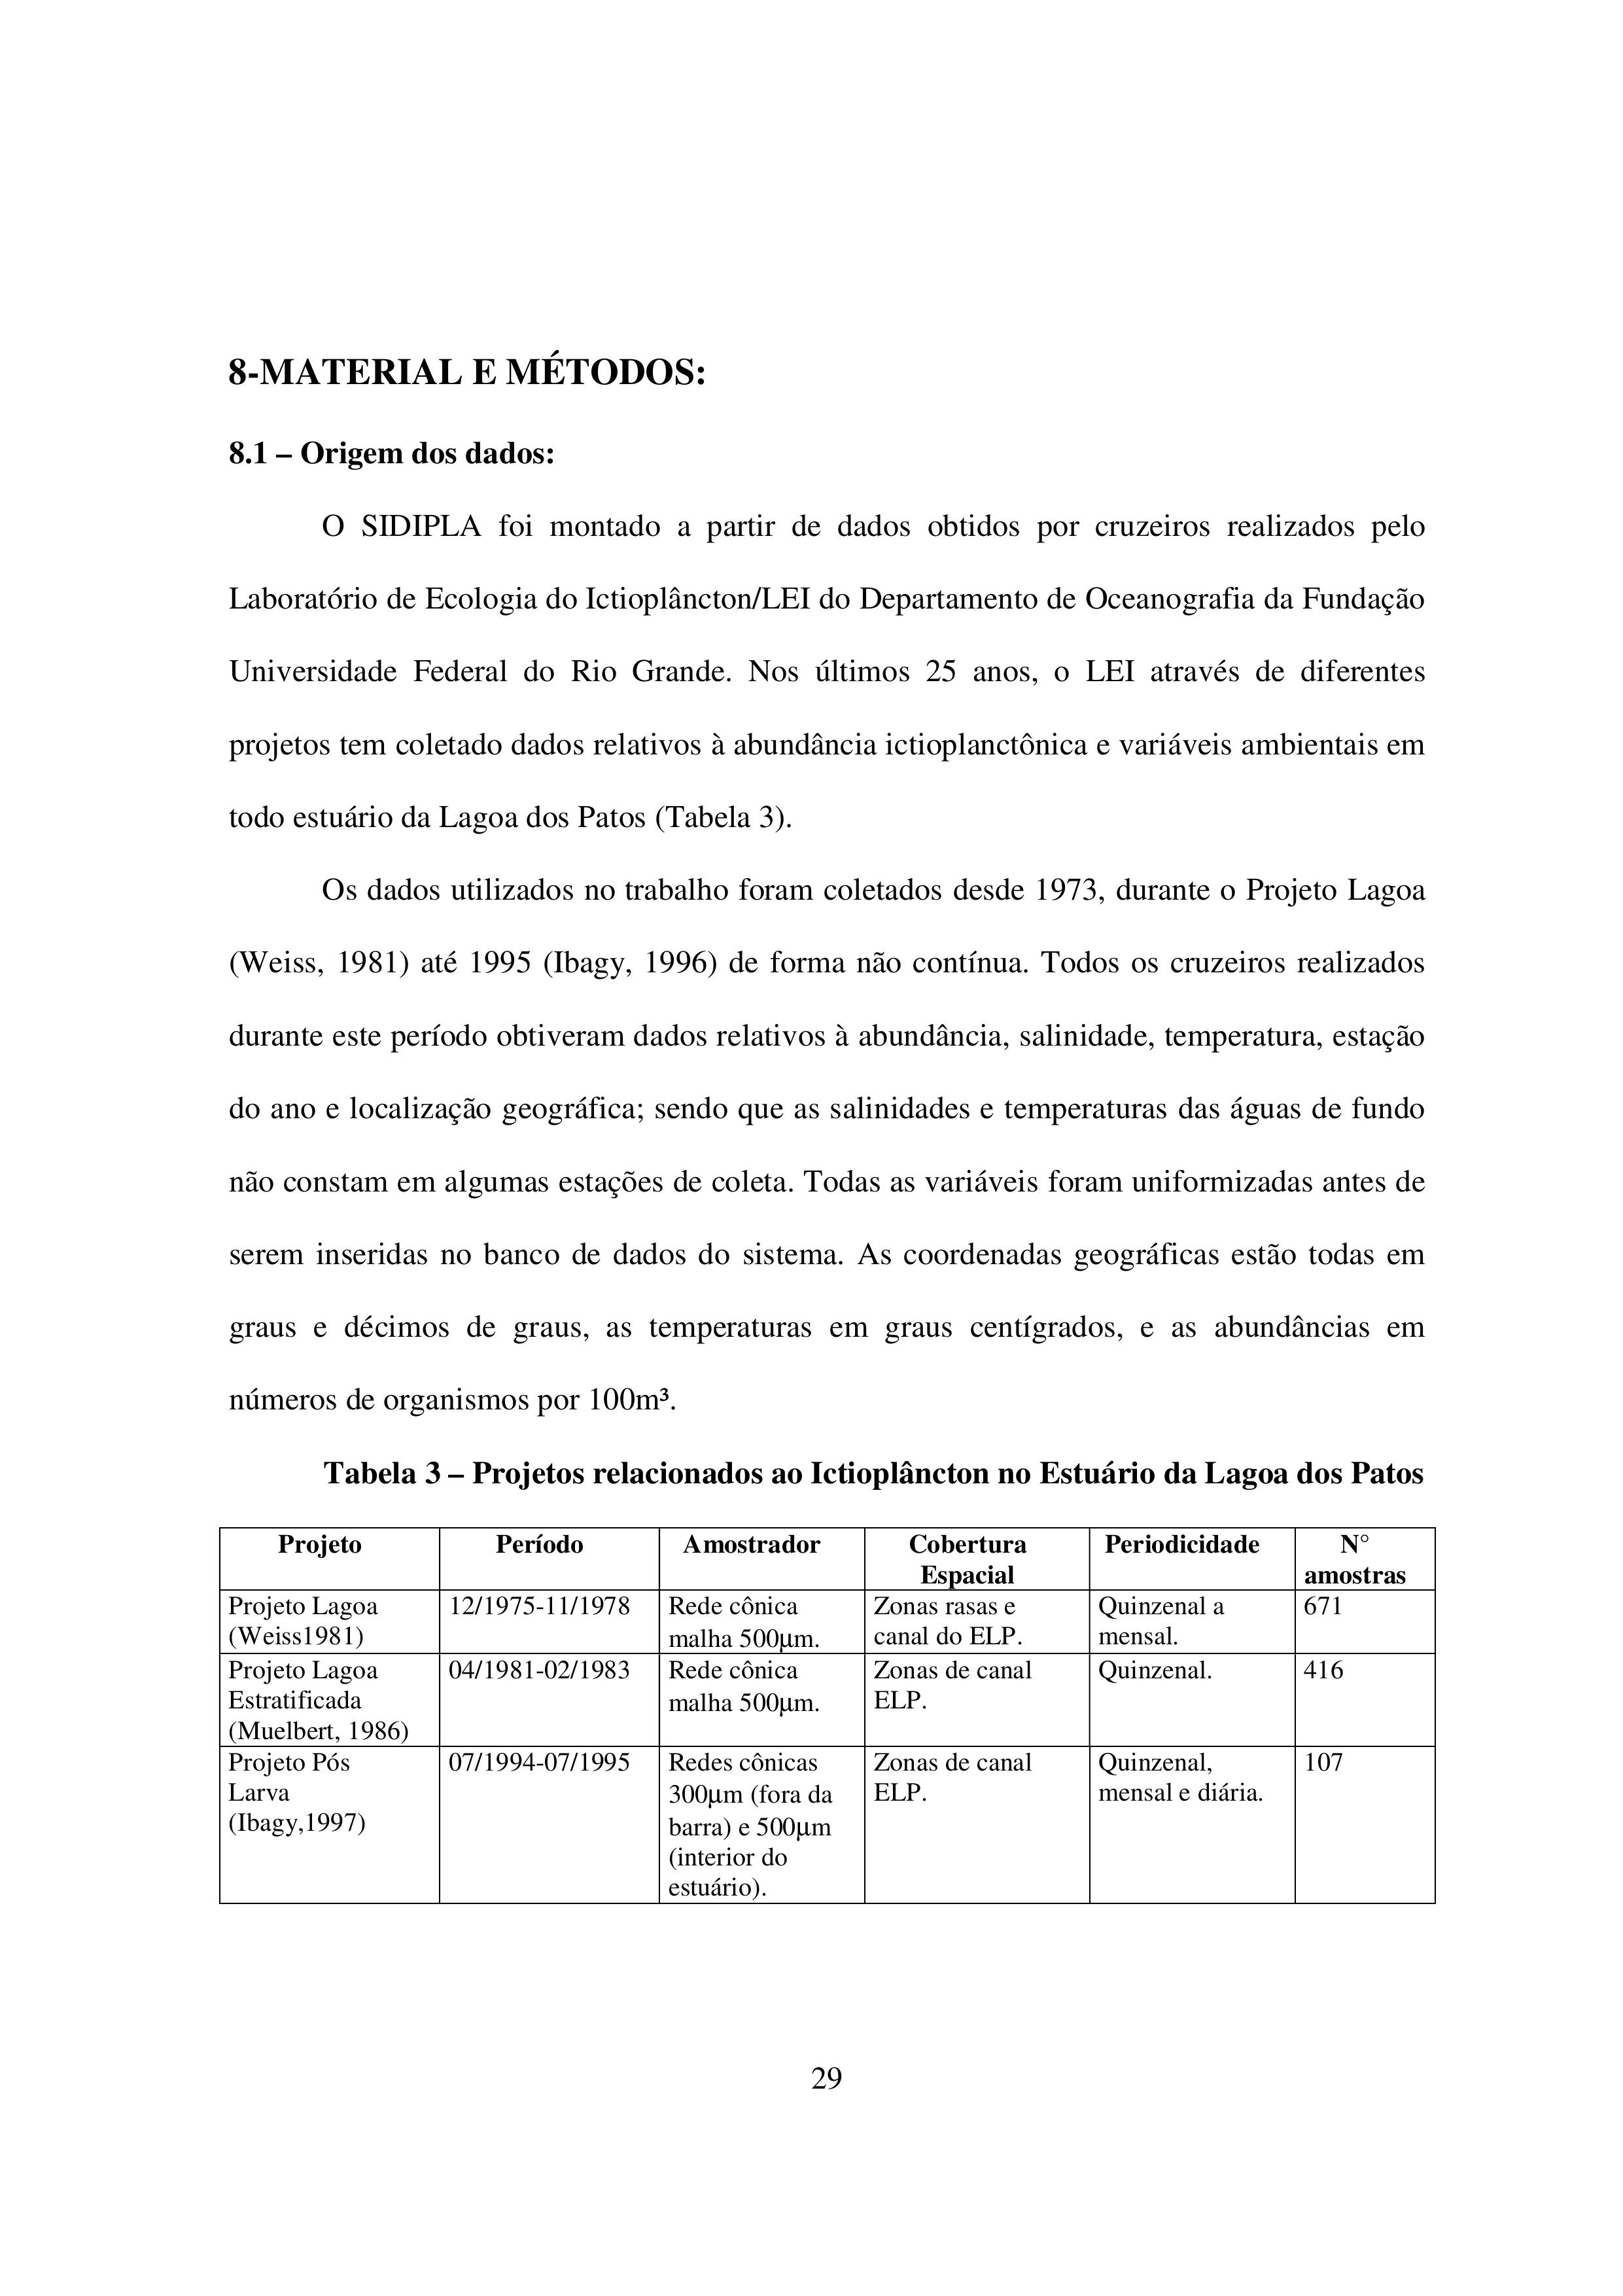 8-MATERIAL E MÉTODOS:
8.1 – Origem dos dados:
O SIDIPLA foi montado a partir de dados obtidos por cruzeiros realizados pelo
Laboratório de Ecologia do Ictioplâncton/LEI do Departamento de Oceanografia da Fundação
Universidade Federal do Rio Grande. Nos últimos 25 anos, o LEI através de diferentes
projetos tem coletado dados relativos à abundância ictioplanctônica e variáveis ambientais em
todo estuário da Lagoa dos Patos (Tabela 3).
Os dados utilizados no trabalho foram coletados desde 1973, durante o Projeto Lagoa
(Weiss, 1981) até 1995 (Ibagy, 1996) de forma não contínua. Todos os cruzeiros realizados
durante este período obtiveram dados relativos à abundância, salinidade, temperatura, estação
do ano e localização geográfica; sendo que as salinidades e temperaturas das águas de fundo
não constam em algumas estações de coleta. Todas as variáveis foram uniformizadas antes de
serem inseridas no banco de dados do sistema. As coordenadas geográficas estão todas em
graus e décimos de graus, as temperaturas em graus centígrados, e as abundâncias em
números de organismos por 100m³.
Tabela 3 – Projetos relacionados ao Ictioplâncton no Estuário da Lagoa dos Patos
Projeto
Período
Amostrador
Cobertura
Espacial
Periodicidade
N°
amostras
Projeto Lagoa
(Weiss1981)
12/1975-11/1978
Rede cônica
malha 500μm.
Zonas rasas e
canal do ELP.
Quinzenal a
mensal.
671
Projeto Lagoa
Estratificada
(Muelbert, 1986)
04/1981-02/1983
Rede cônica
malha 500μm.
Zonas de canal
ELP.
Quinzenal.
416
Projeto Pós
Larva
(Ibagy,1997)
07/1994-07/1995
Redes cônicas
300μm (fora da
barra) e 500μm
(interior do
estuário).
Zonas de canal
ELP.
Quinzenal,
mensal e diária.
107
29